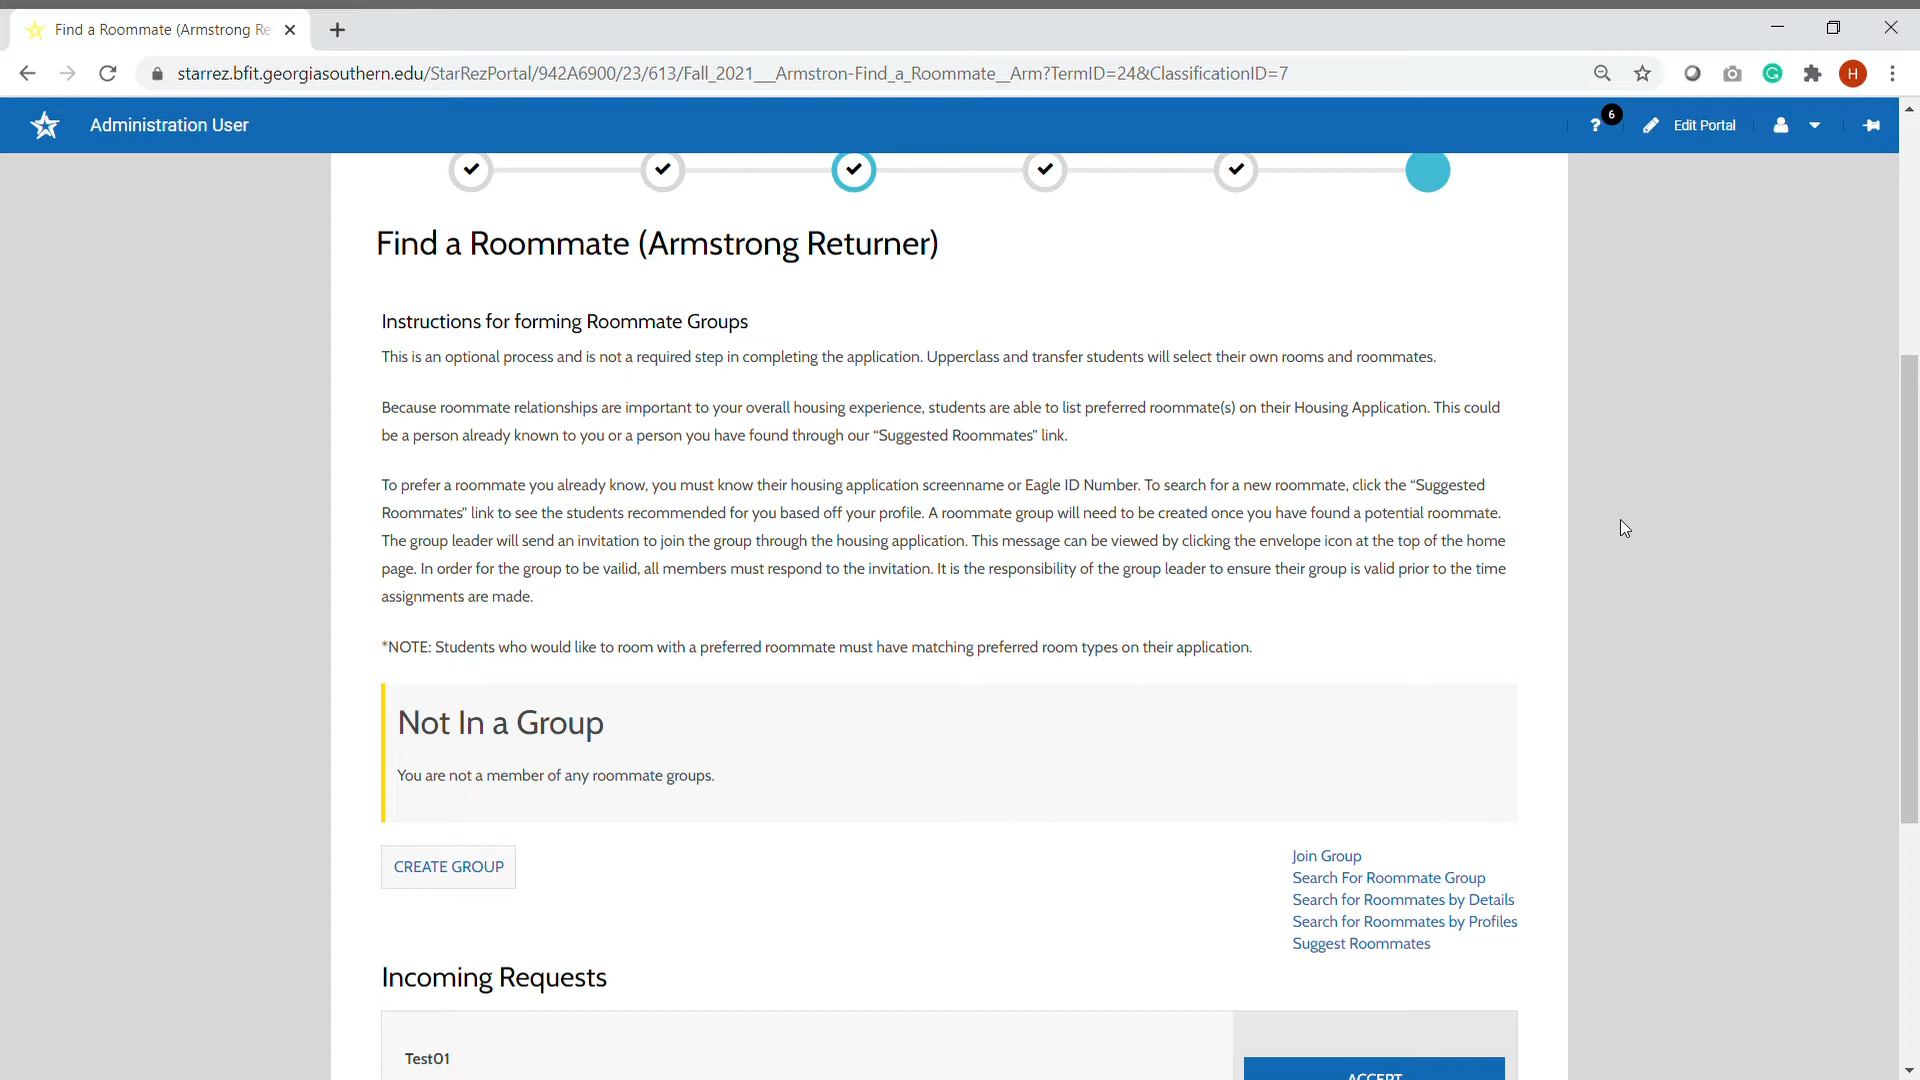 Find a Roommate (Armstrong Re
starrez.bfit.georgiasouthern.edu/StarRezPortal/942A6900/23/613/Fall_2021___Armstron-Find_a_Roommate__Arm?TermID=24&ClassificationID=7
H
Administration User
? 6
Edit Portal
Find a Roommate (Armstrong Returner)
Instructions for forming Roommate Groups
This is an optional process and is not a required step in completing the application. Upperclass and transfer students will select their own rooms and roommates.
Because roommate relationships are important to your overall housing experience, students are able to list preferred roommate(s) on their Housing Application. This could
be a person already known to you or a person you have found through our “Suggested Roommates” link.
To prefer a roommate you already know, you must know their housing application screenname or Eagle ID Number. To search for a new roommate, click the “Suggested
Roommates” link to see the students recommended for you based off your profile. A roommate group will need to be created once you have found a potential roommate.
The group leader will send an invitation to join the group through the housing application. This message can be viewed by clicking the envelope icon at the top of the home
page. In order for the group to be vailid, all members must respond to the invitation. It is the responsibility of the group leader to ensure their group is valid prior to the time
assignments are made.
*NOTE: Students who would like to room with a preferred roommate must have matching preferred room types on their application.
Not In a Group
You are not a member of any roommate groups.
CREATE GROUP
Join Group
Search For Roommate Group
Search for Roommates by Details
Search for Roommates by Profiles
Suggest Roommates
Incoming Requests
Test01
ACCEPT